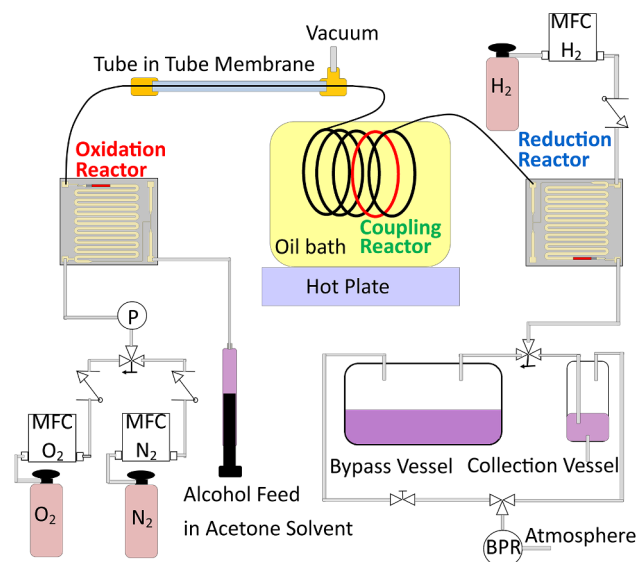 Vacuum
Tube in Tube Membrane
MFC
H2
H2
Oxidation
Reactor
Reduction
Reactor
Coupling
Reactor
Oil bath
Hot Plate
P
MFC
O2
MFC
N2
O2
N2
Alcohol Feed
in Acetone Solvent
Bypass Vessel
Collection Vessel
BPR
Atmosphere